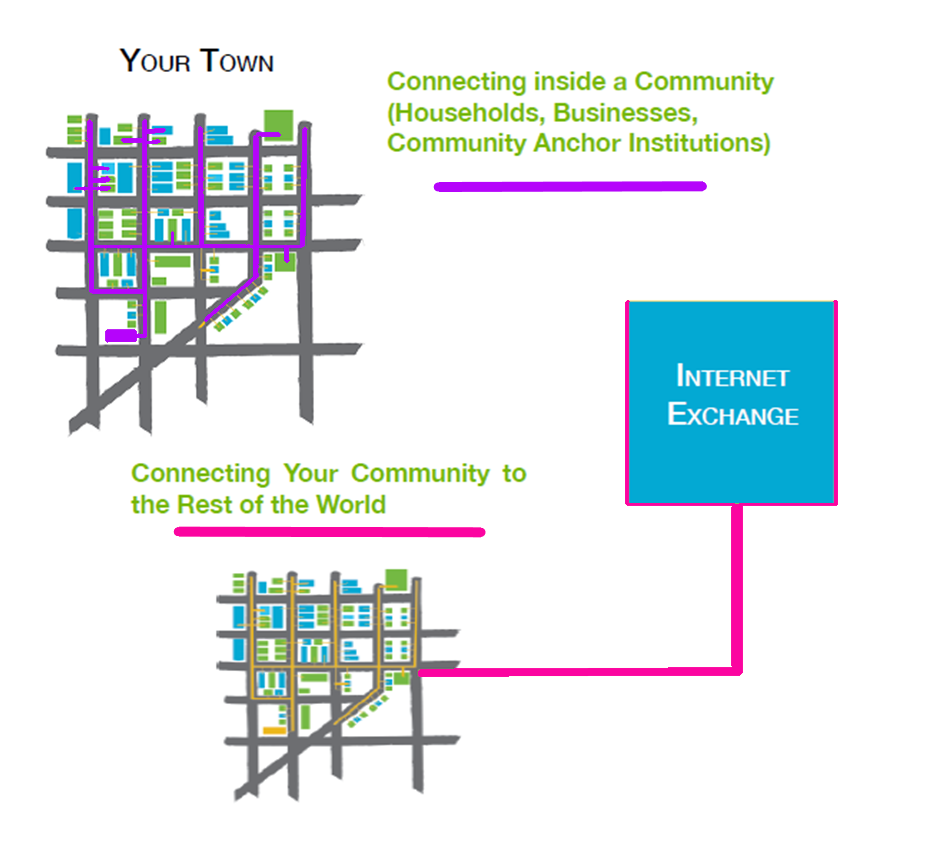 YOUR TOWN
Connecting inside a Community
(Households, Businesses,
Community Anchor Institutions)
INTERNET
EXCHANGE
Connecting Your Community to
the Rest of the World